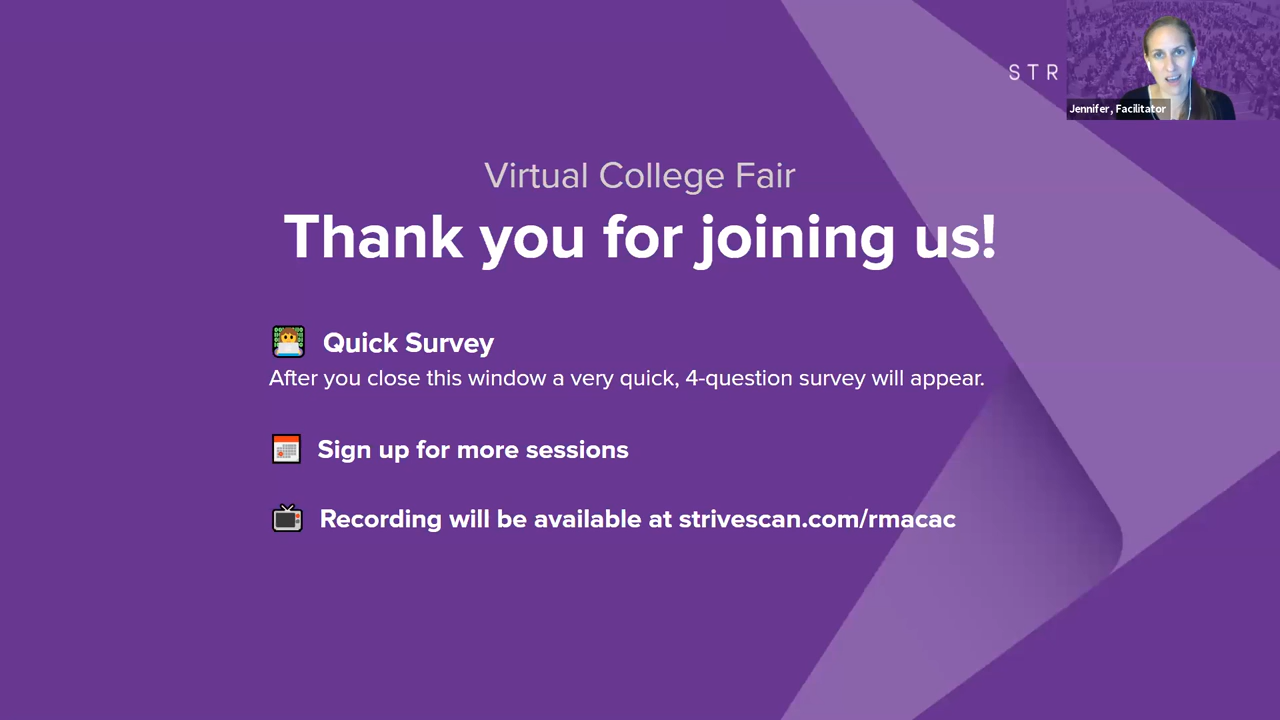 STR
Jennifer, Facilitator
Virtual College Fair
Thank you for joining us!
Quick Survey
After you close this window a very quick, 4-question survey will appear.
Sign up for more sessions
Recording will be available at strivescan.com/rmacac